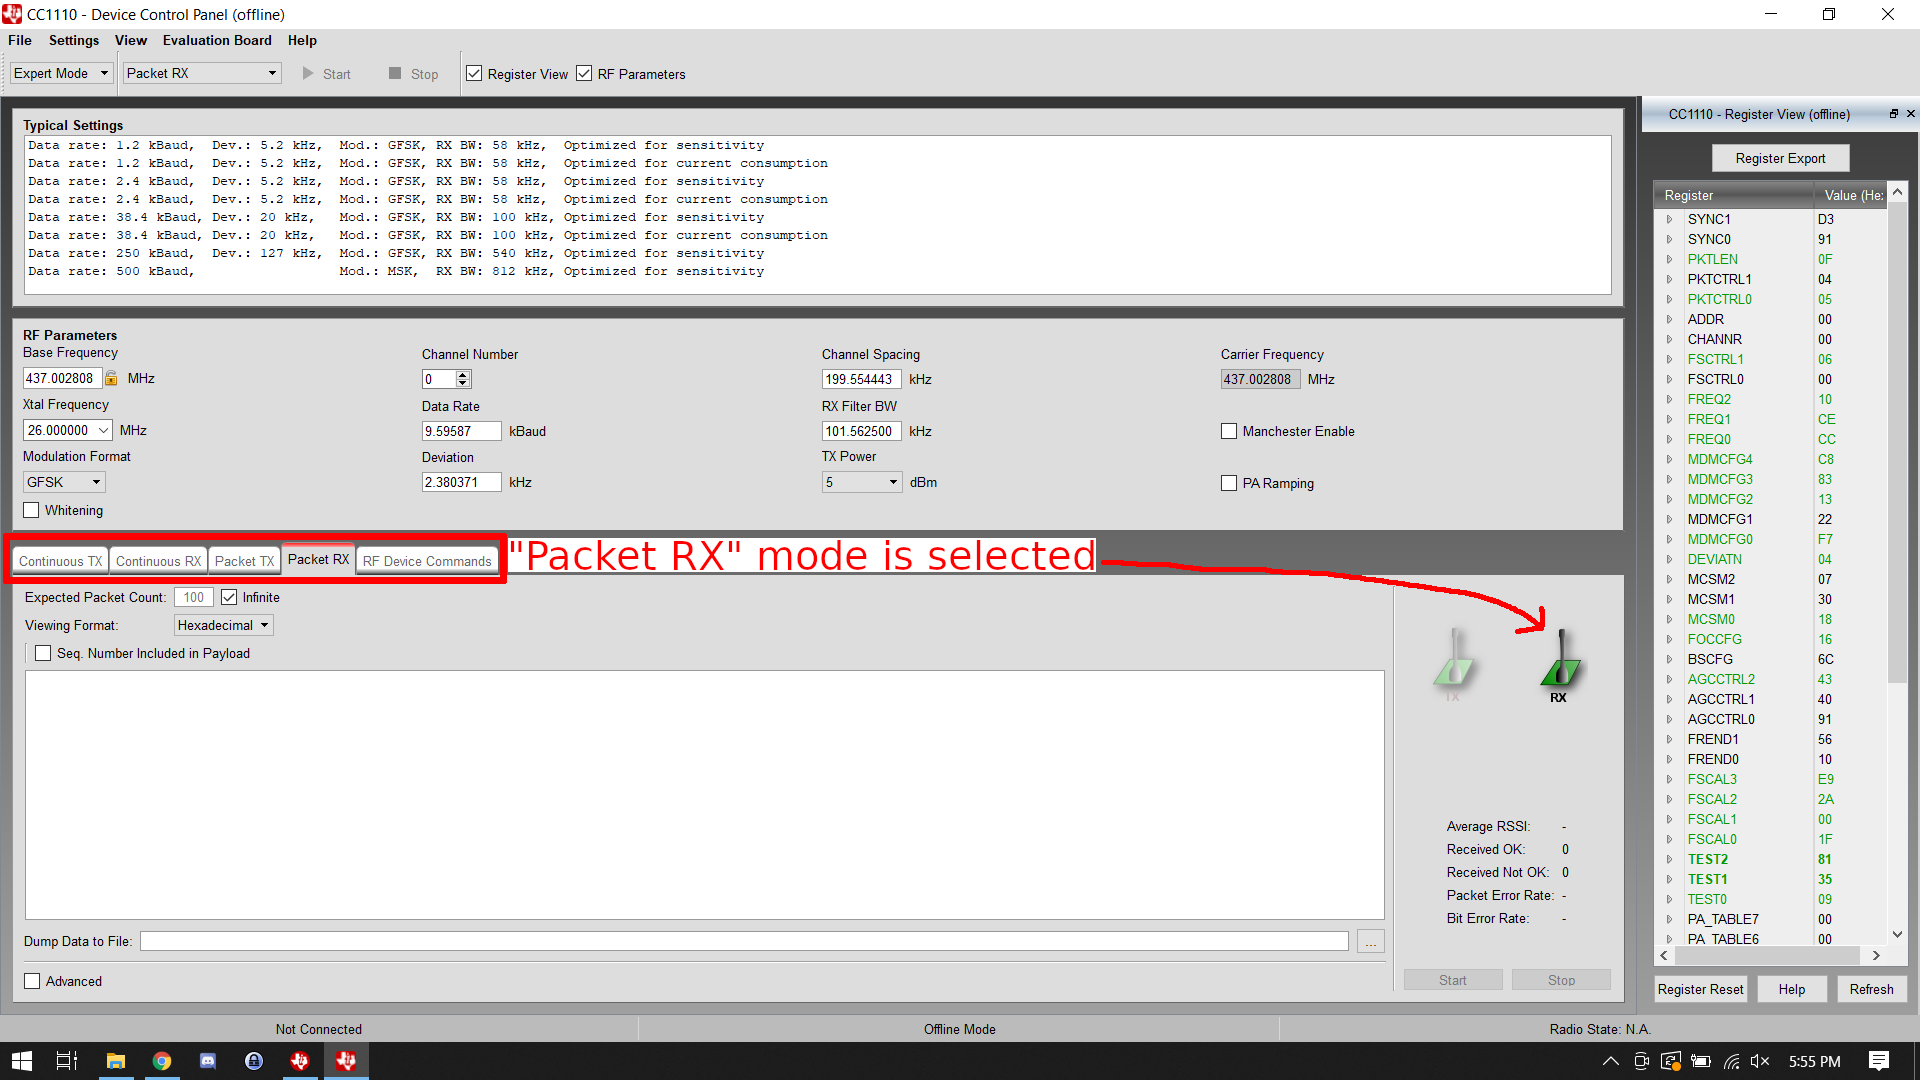 CC1110 - Device Control Panel (offline)
File Settings View Evaluation Board Help
Expert Mode Packet RX Start Stop Register View RF Parameters
Typical Settings
Data rate: 1.2 kBaud, Dev.: 5.2 kHz, Mod.: GFSK, RX BW: 58 kHz, Optimized for sensitivity
Data rate: 1.2 kBaud, Dev.: 5.2 kHz, Mod.: GFSK, RX BW: 58 kHz, Optimized for current consumption
Data rate: 2.4 kBaud, Dev.: 5.2 kHz, Mod.: GFSK, RX BW: 58 kHz, Optimized for sensitivity
Data rate: 2.4 kBaud, Dev.: 5.2 kHz, Mod.: GFSK, RX BW: 58 kHz, Optimized for current consumption
Data rate: 38.4 kBaud, Dev.: 20 kHz, Mod.: GFSK, RX BW: 100 kHz, Optimized for sensitivity
Data rate: 38.4 kBaud, Dev.: 20 kHz, Mod.: GFSK, RX BW: 100 kHz, Optimized for current consumption
Data rate: 250 kBaud, Dev.: 127 kHz, Mod.: GFSK, RX BW: 540 kHz, Optimized for sensitivity
Data rate: 500 kBaud, Mod.: MSK, RX BW: 812 kHz, Optimized for sensitivity
RF Parameters
Base Frequency Channel Number Channel Spacing Carrier Frequency
437.002808 MHz 0 199.554443 kHz 437.002808 MHz
Xtal Frequency Data Rate RX Filter BW
26.000000 MHz 9.59587 kBaud 101.562500 kHz Manchester Enable
Modulation Format Deviation TX Power
GFSK 2.380371 kHz 5 dBm PA Ramping
Whitening
Continuous TX Continuous RX Packet TX Packet RX RF Device Commands
"Packet RX" mode is selected
Expected Packet Count: 100 Infinite
Viewing Format: Hexadecimal
Seq. Number Included in Payload
TX RX
Average RSSI: -
Received OK: 0
Received Not OK: 0
Packet Error Rate: -
Bit Error Rate: -
Dump Data to File: ...
Advanced
Start Stop
CC1110 - Register View (offline)
Register Export
Register Value (He:
SYNC1 D3
SYNC0 91
PKTLEN 0F
PKTCTRL1 04
PKTCTRL0 05
ADDR 00
CHANNR 00
FSCTRL1 06
FSCTRL0 00
FREQ2 10
FREQ1 CE
FREQ0 CC
MDMCFG4 C8
MDMCFG3 83
MDMCFG2 13
MDMCFG1 22
MDMCFG0 F7
DEVIATN 04
MCSM2 07
MCSM1 30
MCSM0 18
FOCCFG 16
BSCFG 6C
AGCCTRL2 43
AGCCTRL1 40
AGCCTRL0 91
FREND1 56
FREND0 10
FSCAL3 E9
FSCAL2 2A
FSCAL1 00
FSCAL0 1F
TEST2 81
TEST1 35
TEST0 09
PA_TABLE7 00
PA_TABLE6 00
Register Reset Help Refresh
Not Connected Offline Mode Radio State: N.A.
5:55 PM